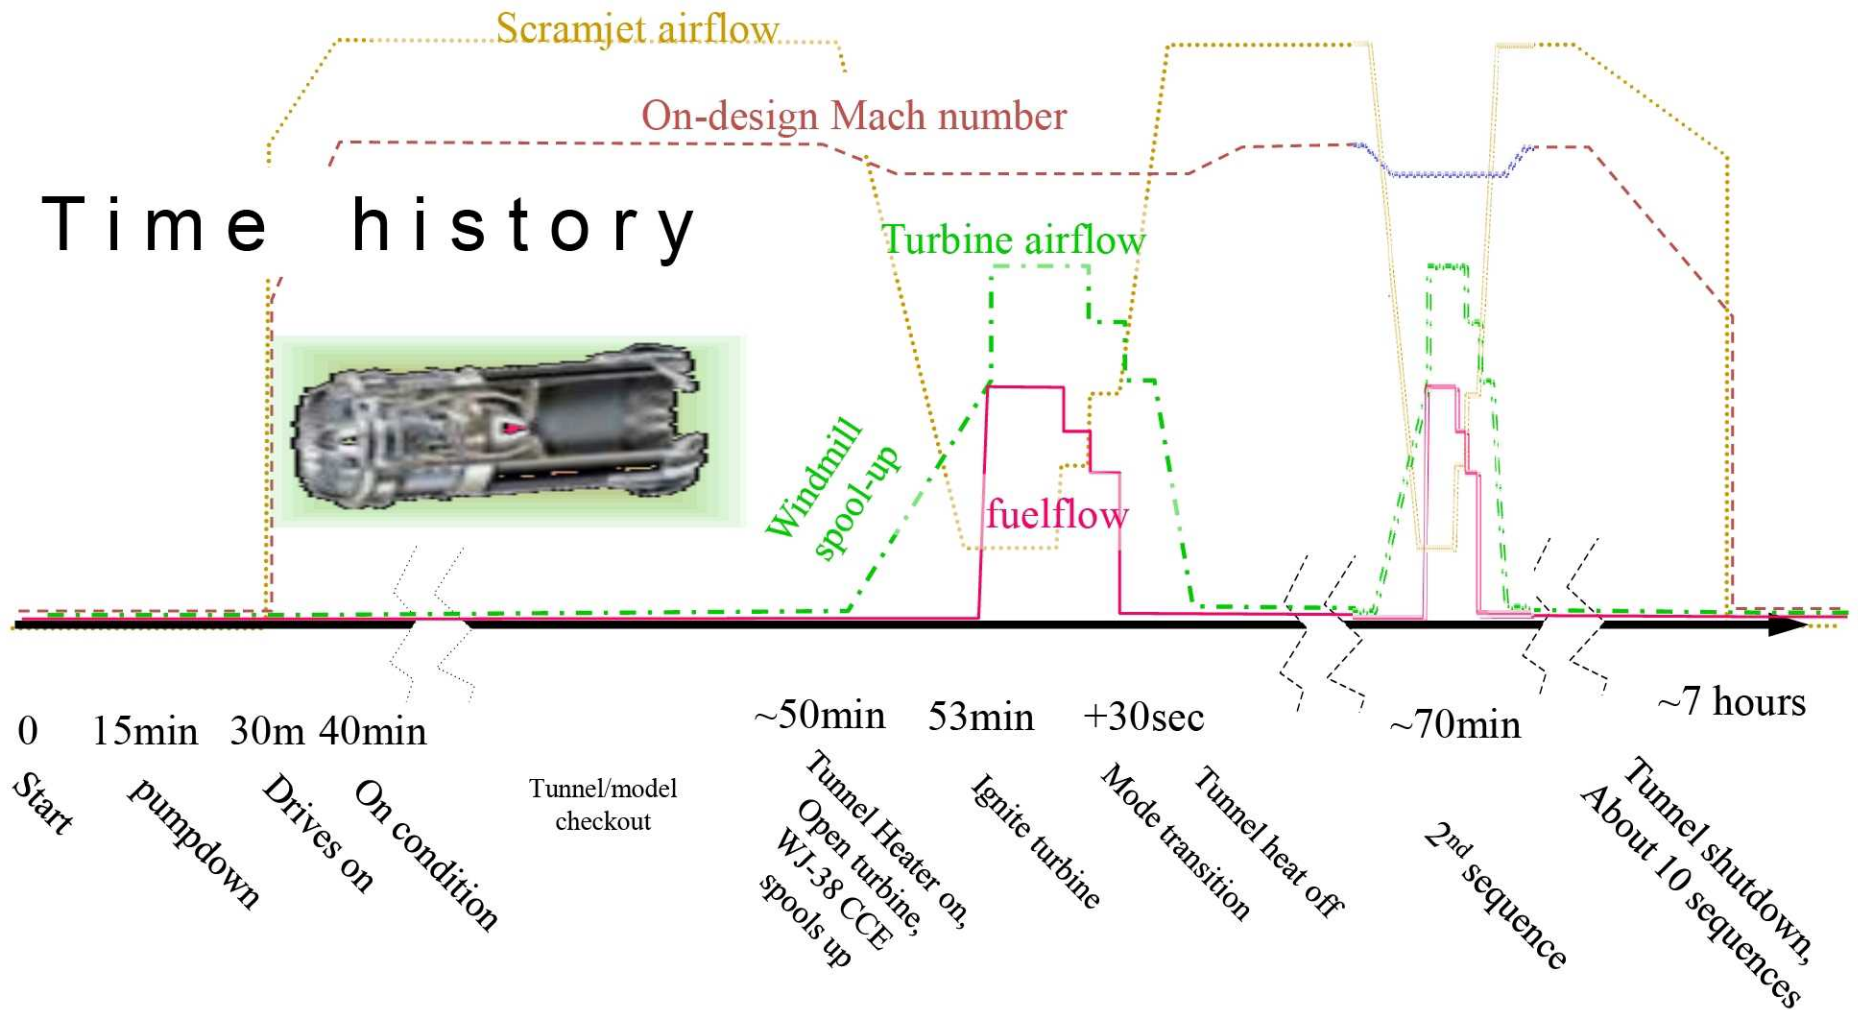 Scramjet airflow
On-design Mach number
Time history
Turbine airflow
Windmill
spool-up
fuelflow
0
15min
30m
40min
~50min
53min
+30sec
~70min
~7 hours
Start
pumpdown
Drives on
On condition
Tunnel/model
checkout
Tunnel Heater on,
Open turbine,
WJ-38 CCE
spools up
Ignite turbine
Mode transition
Tunnel heat off
2nd sequence
Tunnel shutdown,
About 10 sequences